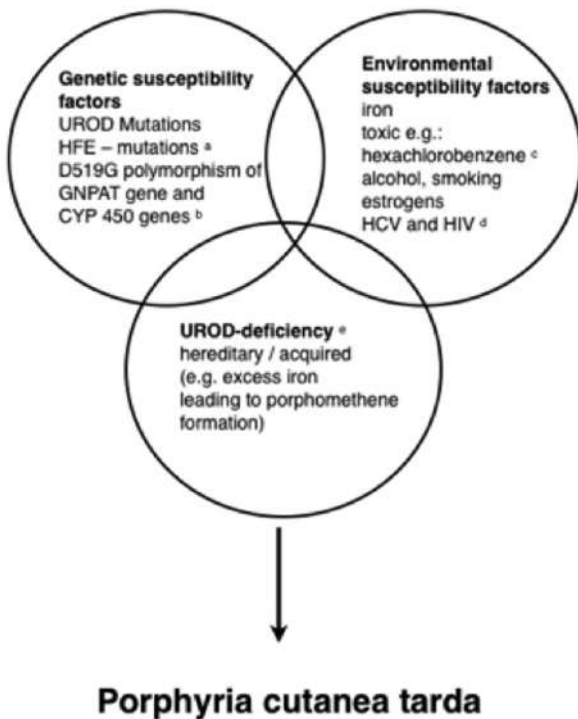 Genetic susceptibility
factors
UROD Mutations
HFE – mutations a
D519G polymorphism of
GNPAT gene and
CYP 450 genes b
Environmental
susceptibility factors
iron
toxic e.g.:
hexachlorobenzene c
alcohol, smoking
estrogens
HCV and HIV d
UROD-deficiency e
hereditary / acquired
(e.g. excess iron
leading to porphomethene
formation)
Porphyria cutanea tarda